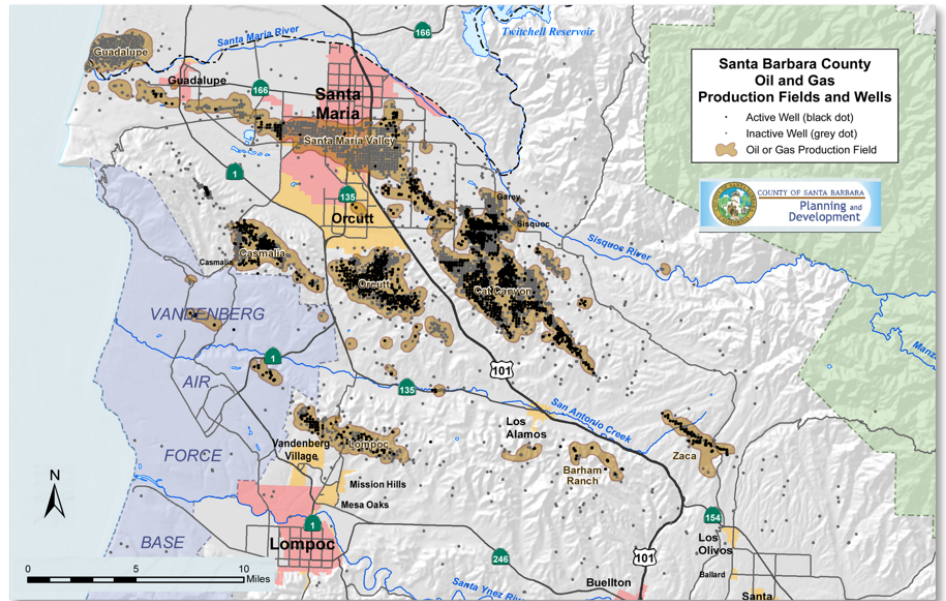 166
Santa Maria River
Twitchell Reservoir
Guadalupe
Guadalupe
166
Santa
Maria
Santa Maria Valley
Santa Barbara County
Oil and Gas
Production Fields and Wells
Active Well (black dot)
Inactive Well (grey dot)
Oil or Gas Production Field
COUNTY OF SANTA BARBARA
Planning and
Development
1
135
Orcutt
Garey
Sisquoc
Sisquoc River
Casmalia
Casmalia
Orcutt
Cat Canyon
VANDENBERG
1
101
AIR
135
San Antonio Creek
Los
Alamos
Vandenberg
Village
Lompoc
Barham
Ranch
Zaca
FORCE
Mission Hills
Mesa Oaks
N
1
154
BASE
Lompoc
246
101
Los
Olivos
0 5 10
Miles
Buellton
Ballard
Santa Ynez
Santa